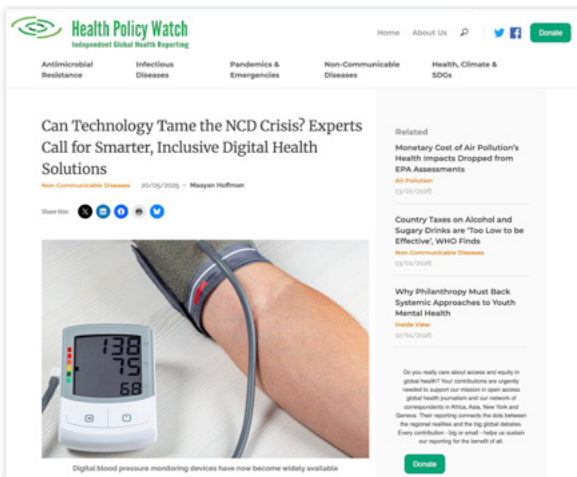 Health Policy Watch
Independent Global Health Reporting
Home About Us
Donate
Antimicrobial
Resistance
Infectious
Diseases
Pandemics &
Emergencies
Non-Communicable
Diseases
Health, Climate &
SDGs
Can Technology Tame the NCD Crisis? Experts
Call for Smarter, Inclusive Digital Health
Solutions
Non-Communicable Diseases 20/05/2025 • Maayan Hoffman
Share this:
138
75
68
Digital blood pressure monitoring devices have now become widely available
Related
Monetary Cost of Air Pollution's
Health Impacts Dropped from
EPA Assessments
Air Pollution
13/01/2026
Country Taxes on Alcohol and
Sugary Drinks are 'Too Low to be
Effective', WHO Finds
Non-Communicable Diseases
13/01/2026
Why Philanthropy Must Back
Systemic Approaches to Youth
Mental Health
Inside View
12/01/2026
Do you really care about access and equity in
global health? Your contributions are urgently
needed to support our mission in open access
global health journalism and our network of
correspondents in Africa, Asia, New York and
Geneva. Their reporting connects the dots between
the regional realities and the big global debates.
Every contribution - big or small - helps us sustain
our reporting for the benefit of all.
Donate